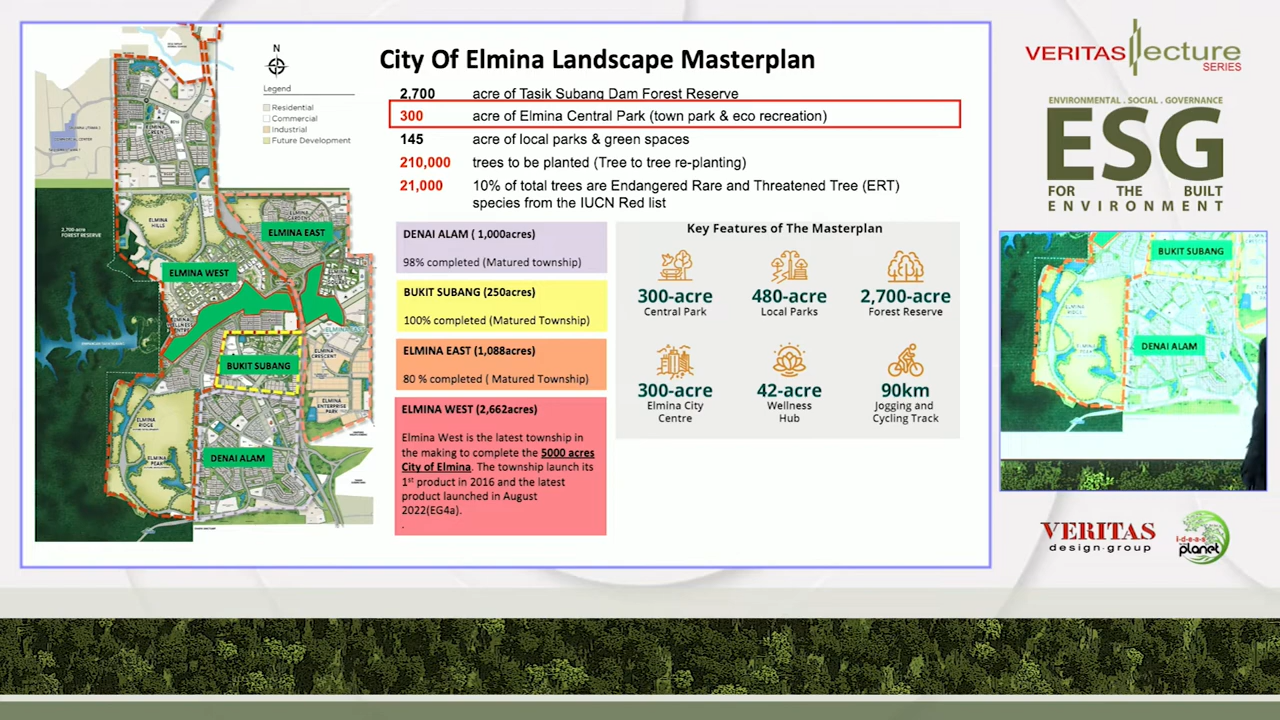 City Of Elmina Landscape Masterplan
N
Legend
Residential
Commercial
Industrial
Future Development
2,700 acre of Tasik Subang Dam Forest Reserve
300 acre of Elmina Central Park (town park & eco recreation)
145 acre of local parks & green spaces
210,000 trees to be planted (Tree to tree re-planting)
21,000 10% of total trees are Endangered Rare and Threatened Tree (ERT)
species from the IUCN Red list
ELMINA GREEN
ELMINA HILLS
2,700-acre
FOREST RESERVE
ELMINA GARDENS
ELMINA EAST
ELMINA WEST
BUKIT SUBANG
ELMINA CRESCENT
ELMINA
ENTERPRISE
PARK
ELMINA RIDGE
ELMINA PEAK
DENAI ALAM
DENAI ALAM ( 1,000acres)
98% completed (Matured township)
BUKIT SUBANG (250acres)
100% completed (Matured Township)
ELMINA EAST (1,088acres)
80 % completed ( Matured Township)
ELMINA WEST (2,662acres)
Elmina West is the latest township in
the making to complete the 5000 acres
City of Elmina. The township launch its
1st product in 2016 and the latest
product launched in August
2022(EG4a).
.
Key Features of The Masterplan
300-acre
Central Park
480-acre
Local Parks
2,700-acre
Forest Reserve
300-acre
Elmina City
Centre
42-acre
Wellness
Hub
90km
Jogging and
Cycling Track
VERITAS lecture
SERIES
ENVIRONMENTAL . SOCIAL . GOVERNANCE
ESG
FOR THE BUILT
ENVIRONMENT
BUKIT SUBANG
DENAI ALAM
VERITAS
design·group
i·d·e·a·s
planet